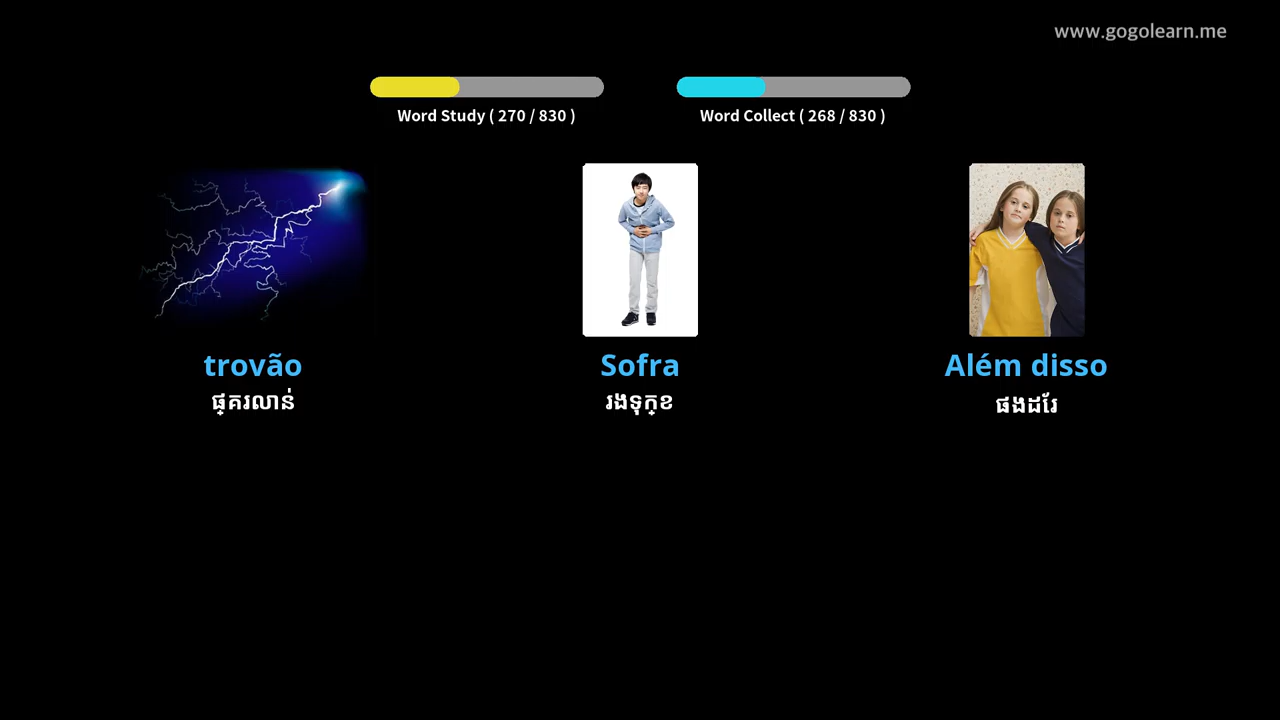 www.gogolearn.me
Word Study ( 270 / 830 )
Word Collect ( 268 / 830 )
trovão
Sofra
Além disso
ផ្គរលាន់
រងទុក្ខ
ផងដែរ